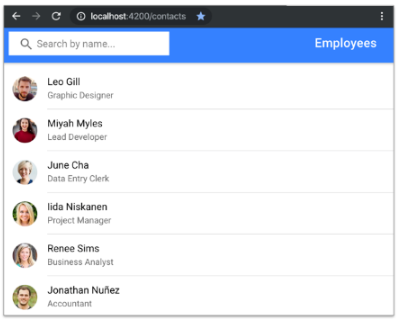 localhost:4200/contacts
Search by name...
Employees
Leo Gill
Graphic Designer
Miyah Myles
Lead Developer
June Cha
Data Entry Clerk
Iida Niskanen
Project Manager
Renee Sims
Business Analyst
Jonathan Nuñez
Accountant